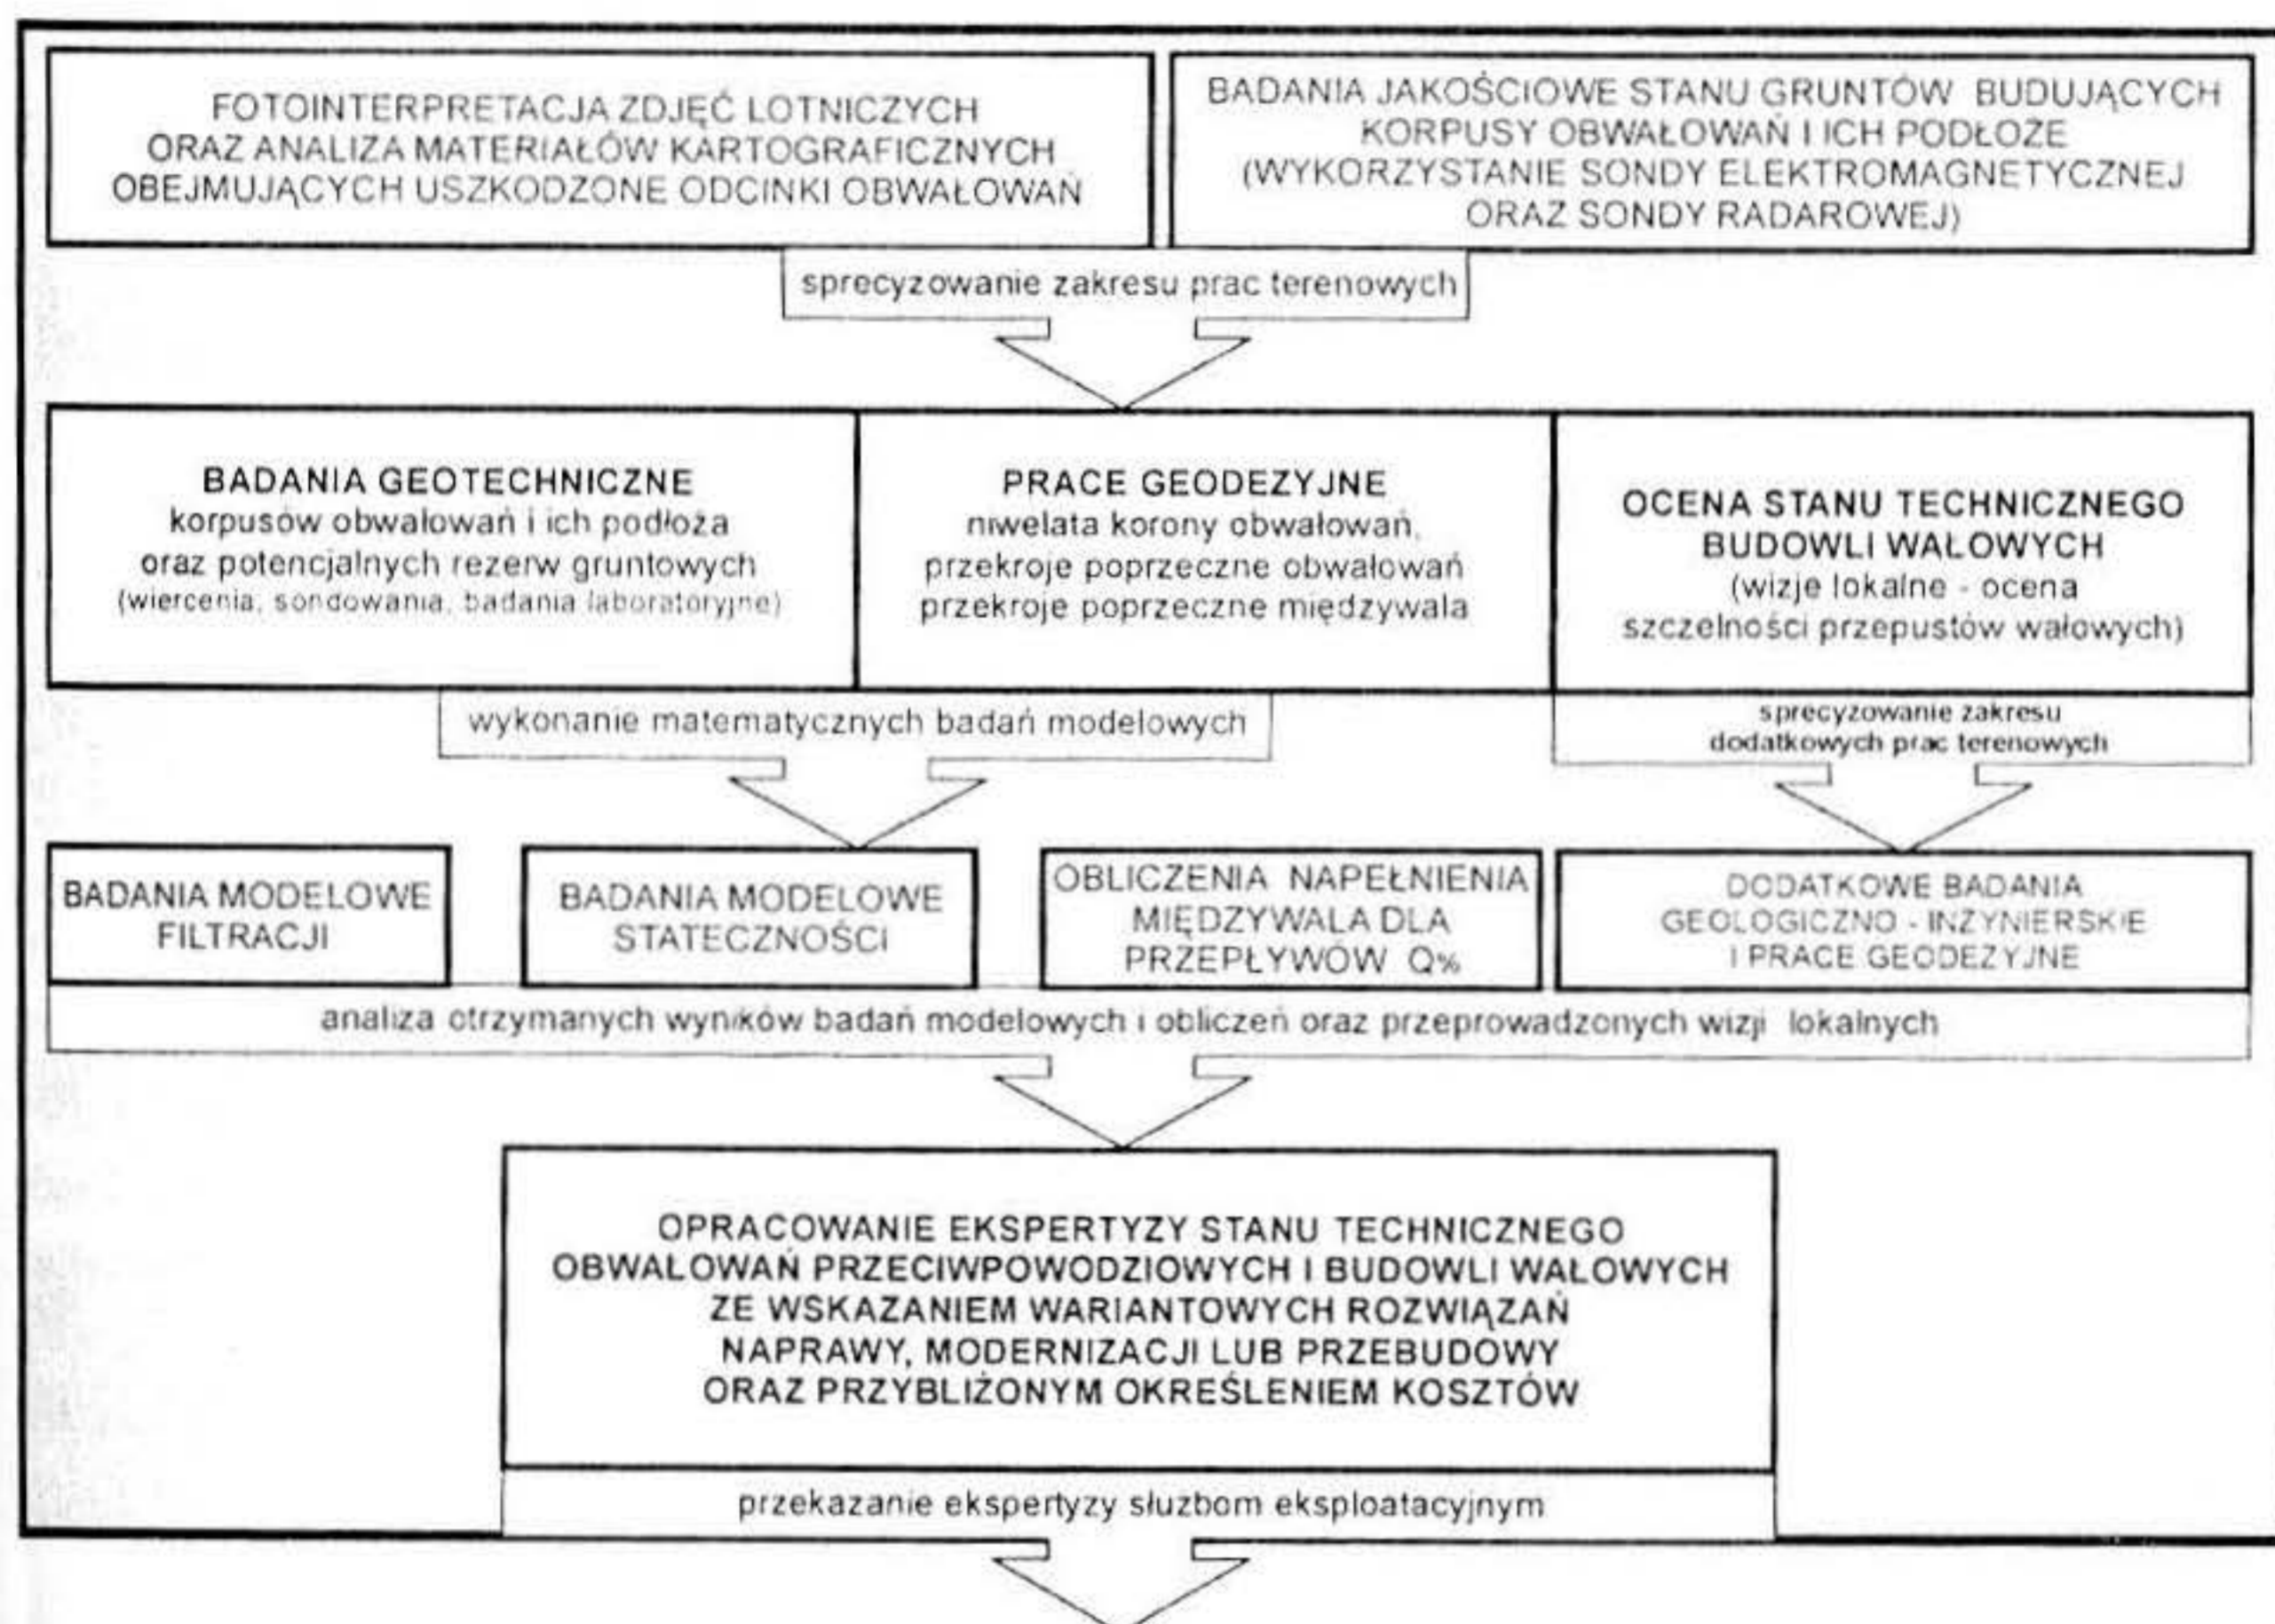 FOTOINTERPRETACJA ZDJĘĆ LOTNICZYCH
ORAZ ANALIZA MATERIAŁÓW KARTOGRAFICZNYCH
OBEJMUJĄCYCH USZKODZONE ODCINKI OBWAŁOWAŃ
BADANIA JAKOŚCIOWE STANU GRUNTÓW BUDUJĄCYCH
KORPUSY OBWAŁOWAŃ I ICH PODŁOŻE
(WYKORZYSTANIE SONDY ELEKTROMAGNETYCZNEJ
ORAZ SONDY RADAROWEJ)
sprecyzowanie zakresu prac terenowych
BADANIA GEOTECHNICZNE
korpusów obwałowań i ich podłoża
oraz potencjalnych rezerw gruntowych
(wiercenia, sondowania, badania laboratoryjne)
PRACE GEODEZYJNE
niwelata korony obwałowań,
przekroje poprzeczne obwałowań
przekroje poprzeczne międzywala
OCENA STANU TECHNICZNEGO
BUDOWLI WAŁOWYCH
(wizje lokalne - ocena
szczelności przepustów wałowych)
wykonanie matematycznych badań modelowych
sprecyzowanie zakresu
dodatkowych prac terenowych
BADANIA MODELOWE
FILTRACJI
BADANIA MODELOWE
STATECZNOŚCI
OBLICZENIA NAPEŁNIENIA
MIĘDZYWALA DLA
PRZEPŁYWÓW Q%
DODATKOWE BADANIA
GEOLOGICZNO - INŻYNIERSKIE
I PRACE GEODEZYJNE
analiza otrzymanych wyników badań modelowych i obliczeń oraz przeprowadzonych wizji lokalnych
OPRACOWANIE EKSPERTYZY STANU TECHNICZNEGO
OBWAŁOWAŃ PRZECIWPOWODZIOWYCH I BUDOWLI WAŁOWYCH
ZE WSKAZANIEM WARIANTOWYCH ROZWIĄZAŃ
NAPRAWY, MODERNIZACJI LUB PRZEBUDOWY
ORAZ PRZYBLIŻONYM OKREŚLENIEM KOSZTÓW
przekazanie ekspertyzy służbom eksploatacyjnym